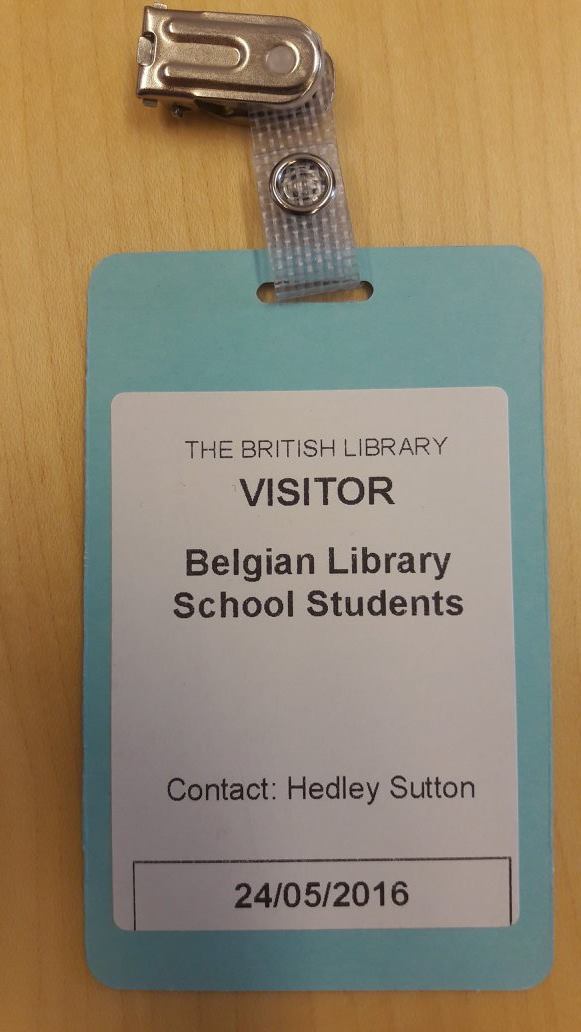 THE BRITISH LIBRARY
VISITOR
Belgian Library
School Students
Contact: Hedley Sutton
24/05/2016